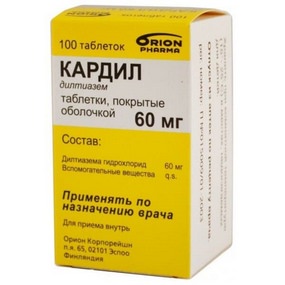 100 таблеток
ORION
PHARMA
КАРДИЛ
дилтиазем
таблетки, покрытые
оболочкой
60 мг
Состав:
Дилтиазема гидрохлорид 60 мг
Вспомогательные вещества q.s.
Применять по
назначению врача
Для приема внутрь
Орион Корпорейшн
п.я. 65, 02101 Эспоо
Финляндия